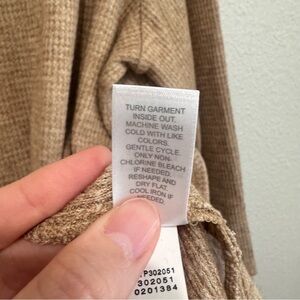 TURN GARMENT
INSIDE OUT.
MACHINE WASH
COLD WITH LIKE
COLORS.
GENTLE CYCLE.
ONLY NON-
CHLORINE BLEACH
IF NEEDED.
RESHAPE AND
DRY FLAT.
COOL IRON IF
NEEDED.
P302051
302051
0201384